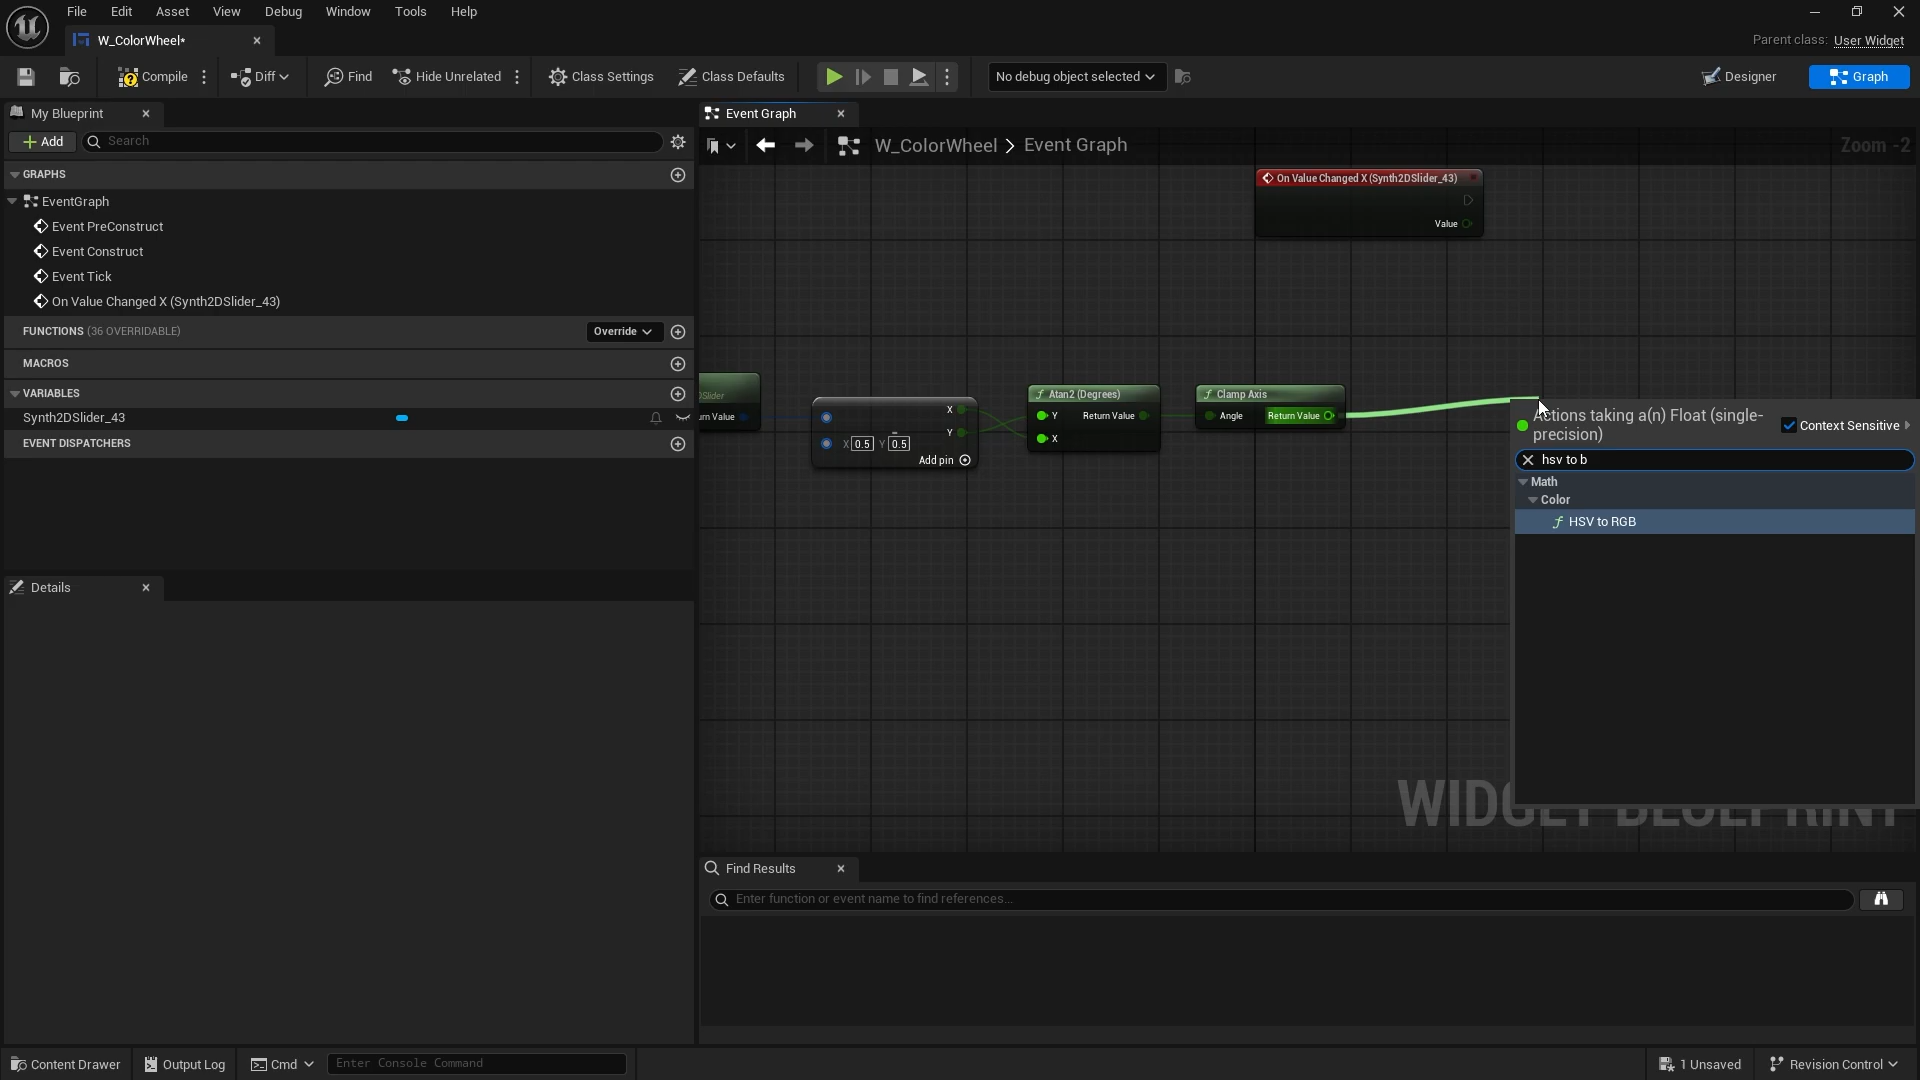 File Edit Asset View Debug Window Tools Help
W_ColorWheel*
Parent class: User Widget
Compile Diff Find Hide Unrelated Class Settings Class Defaults No debug object selected Designer Graph
My Blueprint
Event Graph
Add Search
W_ColorWheel > Event Graph
Zoom -2
GRAPHS
EventGraph
Event PreConstruct
Event Construct
Event Tick
On Value Changed X (Synth2DSlider_43)
FUNCTIONS (36 OVERRIDABLE) Override
MACROS
VARIABLES
Synth2DSlider_43
EVENT DISPATCHERS
Details
On Value Changed X (Synth2DSlider_43)
Value
DSlider
urn Value
X
Y
X 0.5 Y 0.5
Add pin
Atan2 (Degrees)
Y Return Value
X
Clamp Axis
Angle Return Value
Actions taking a(n) Float (single-
precision)
Context Sensitive
hsv to b
Math
Color
HSV to RGB
WIDGET BLUEPRINT
Find Results
Enter function or event name to find references...
Content Drawer Output Log Cmd Enter Console Command 1 Unsaved Revision Control